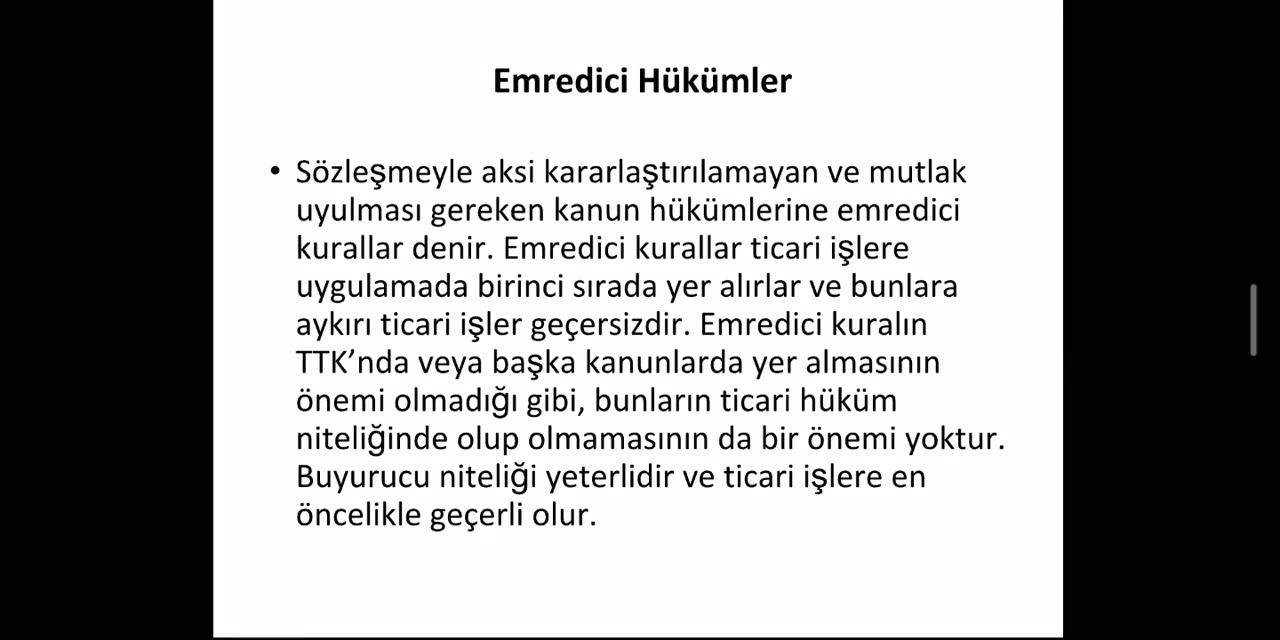 Emredici Hükümler
• Sözleşmeyle aksi kararlaştırılamayan ve mutlak
uyulması gereken kanun hükümlerine emredici
kurallar denir. Emredici kurallar ticari işlere
uygulamada birinci sırada yer alırlar ve bunlara
aykırı ticari işler geçersizdir. Emredici kuralın
TTK’nda veya başka kanunlarda yer almasının
önemi olmadığı gibi, bunların ticari hüküm
niteliğinde olup olmamasının da bir önemi yoktur.
Buyurucu niteliği yeterlidir ve ticari işlere en
öncelikle geçerli olur.